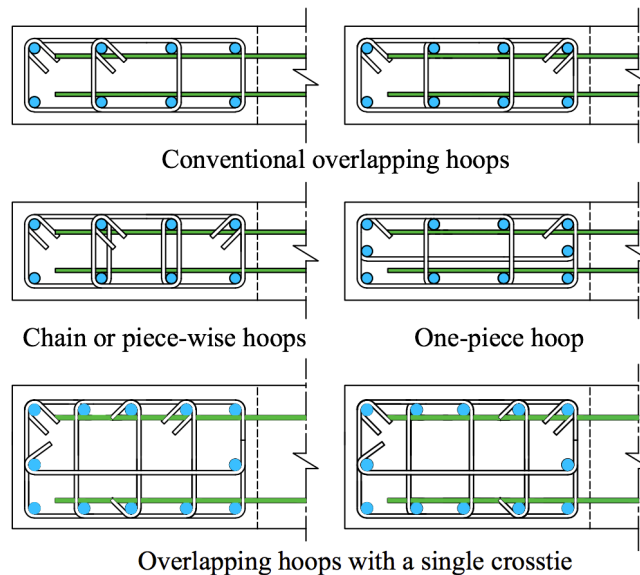 Conventional overlapping hoops
Chain or piece-wise hoops
One-piece hoop
Overlapping hoops with a single crosstie